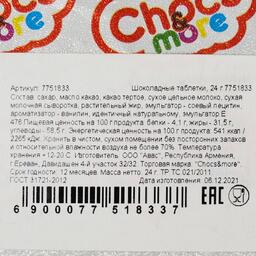 Choco
& more
Артикул: 7751833 Шоколадные таблетки, 24 г 7751833
Состав: сахар, масло какао, какао тертое, сухое цельное молоко, сухая
молочная сыворотка, растительный жир, эмульгатор - соевый лецитин,
ароматизатор - ванилин, идентичный натуральному, эмульгатор Е
476 Пищевая ценность на 100 г продукта: белки - 4,1 г, жиры - 31,5 г,
углеводы - 58,5 г. Энергетическая ценность на 100 г продукта: 541 ккал /
2265 кДж. Хранить в чистом, сухом помещении без посторонних запахов
и относительной влажности воздуха не более 70%. Температура
хранения +12-20 С. Изготовитель: ООО "Авас", Республика Армения,
г.Ереван, Давидашен 4-й участок 32/32. Торговая марка: "Chocs&more".
Срок годности: 12 месяцев. Масса: 24 г. ТР ТС 021/2011,
ГОСТ 31721-2012 Дата изготовления: 06.12.2021
6 900077 518337